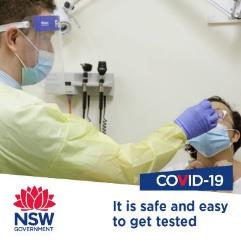 COVID-19
It is safe and easy
to get tested
NSW
GOVERNMENT